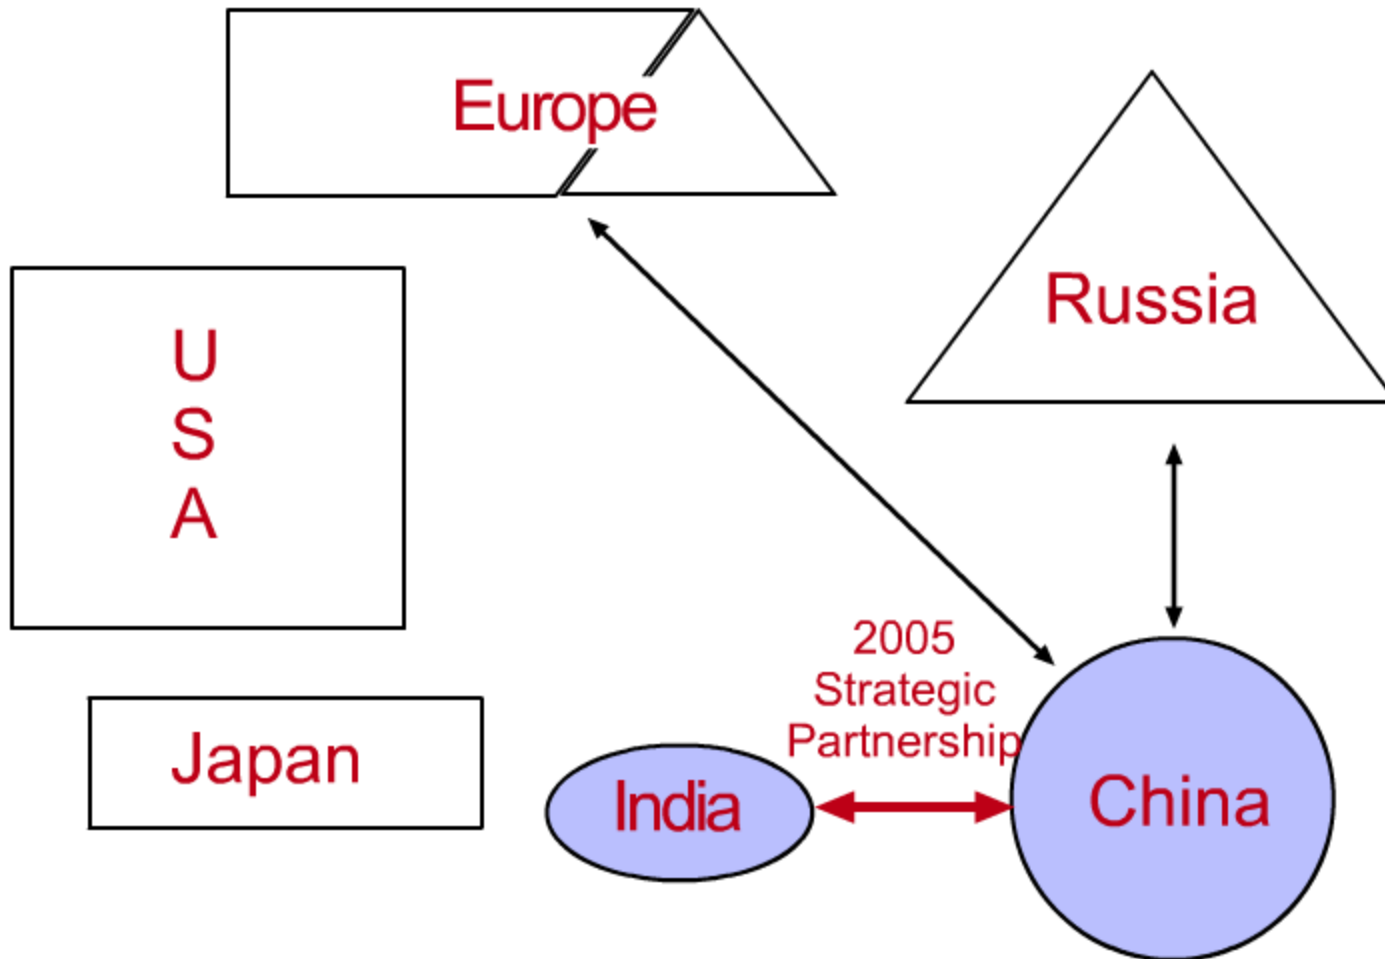 Europe
Russia
U
S
A
2005
Strategic
Partnership
Japan
India
China